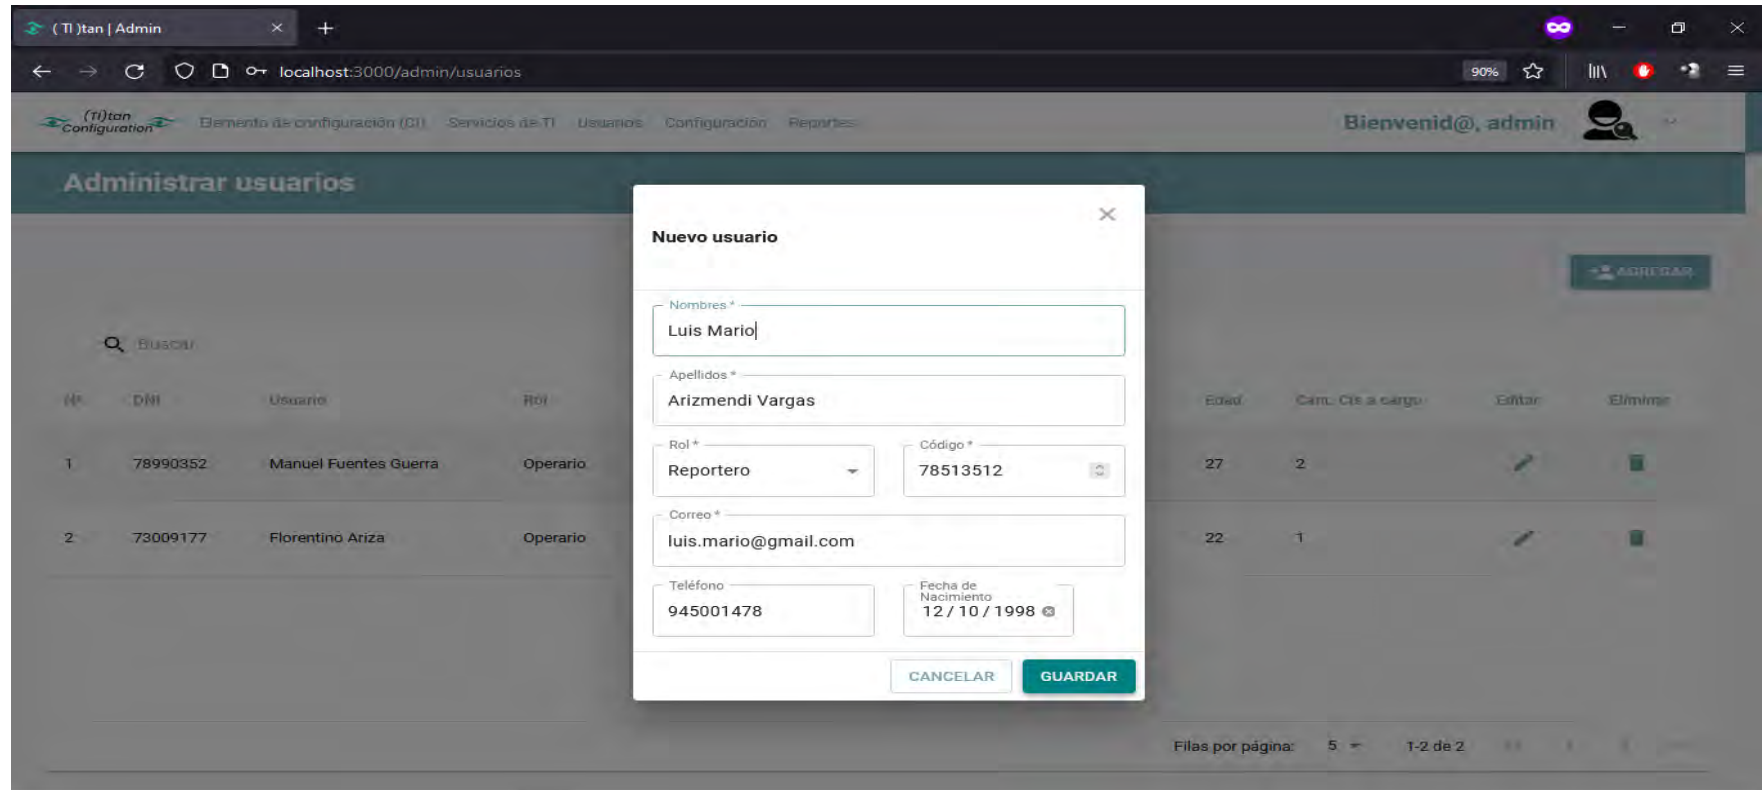 ( TI )tan | Admin
localhost:3000/admin/usuarios
90%
(TI)tan
Configuration
Elemento de configuración (CI) Servicios de TI Usuarios Configuración Reportes
Bienvenid@, admin
Administrar usuarios
Nuevo usuario
AGREGAR
Nombres *
Luis Mario
Buscar
Apellidos *
Arizmendi Vargas
Nº DNI Usuario Rol Edad Cant. CIs a cargo Editar Eliminar
Rol * Código *
Reportero 78513512
1 78990352 Manuel Fuentes Guerra Operario 27 2
Correo *
luis.mario@gmail.com
2 73009177 Florentino Ariza Operario 22 1
Teléfono Fecha de
Nacimiento
945001478 12 / 10 / 1998
CANCELAR GUARDAR
Filas por página: 5 1-2 de 2